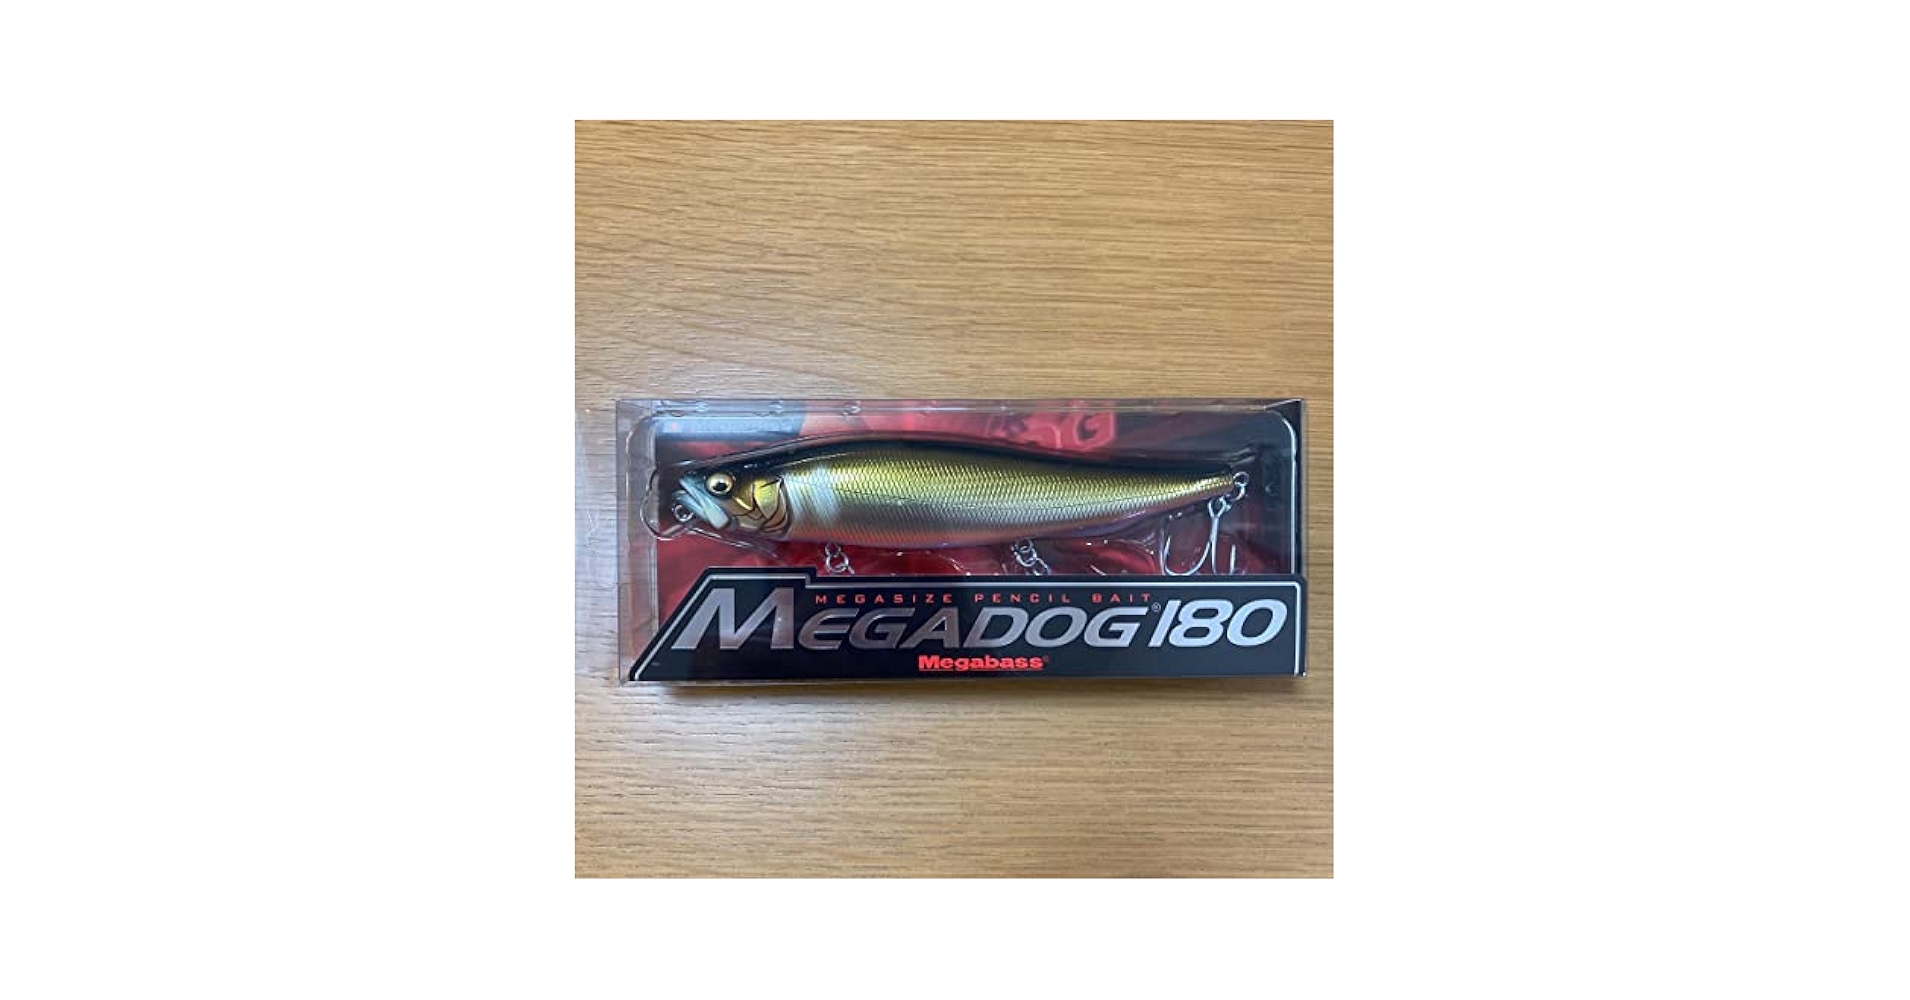 MEGASIZE PENCIL BAIT
MEGADOG®180
Megabass®